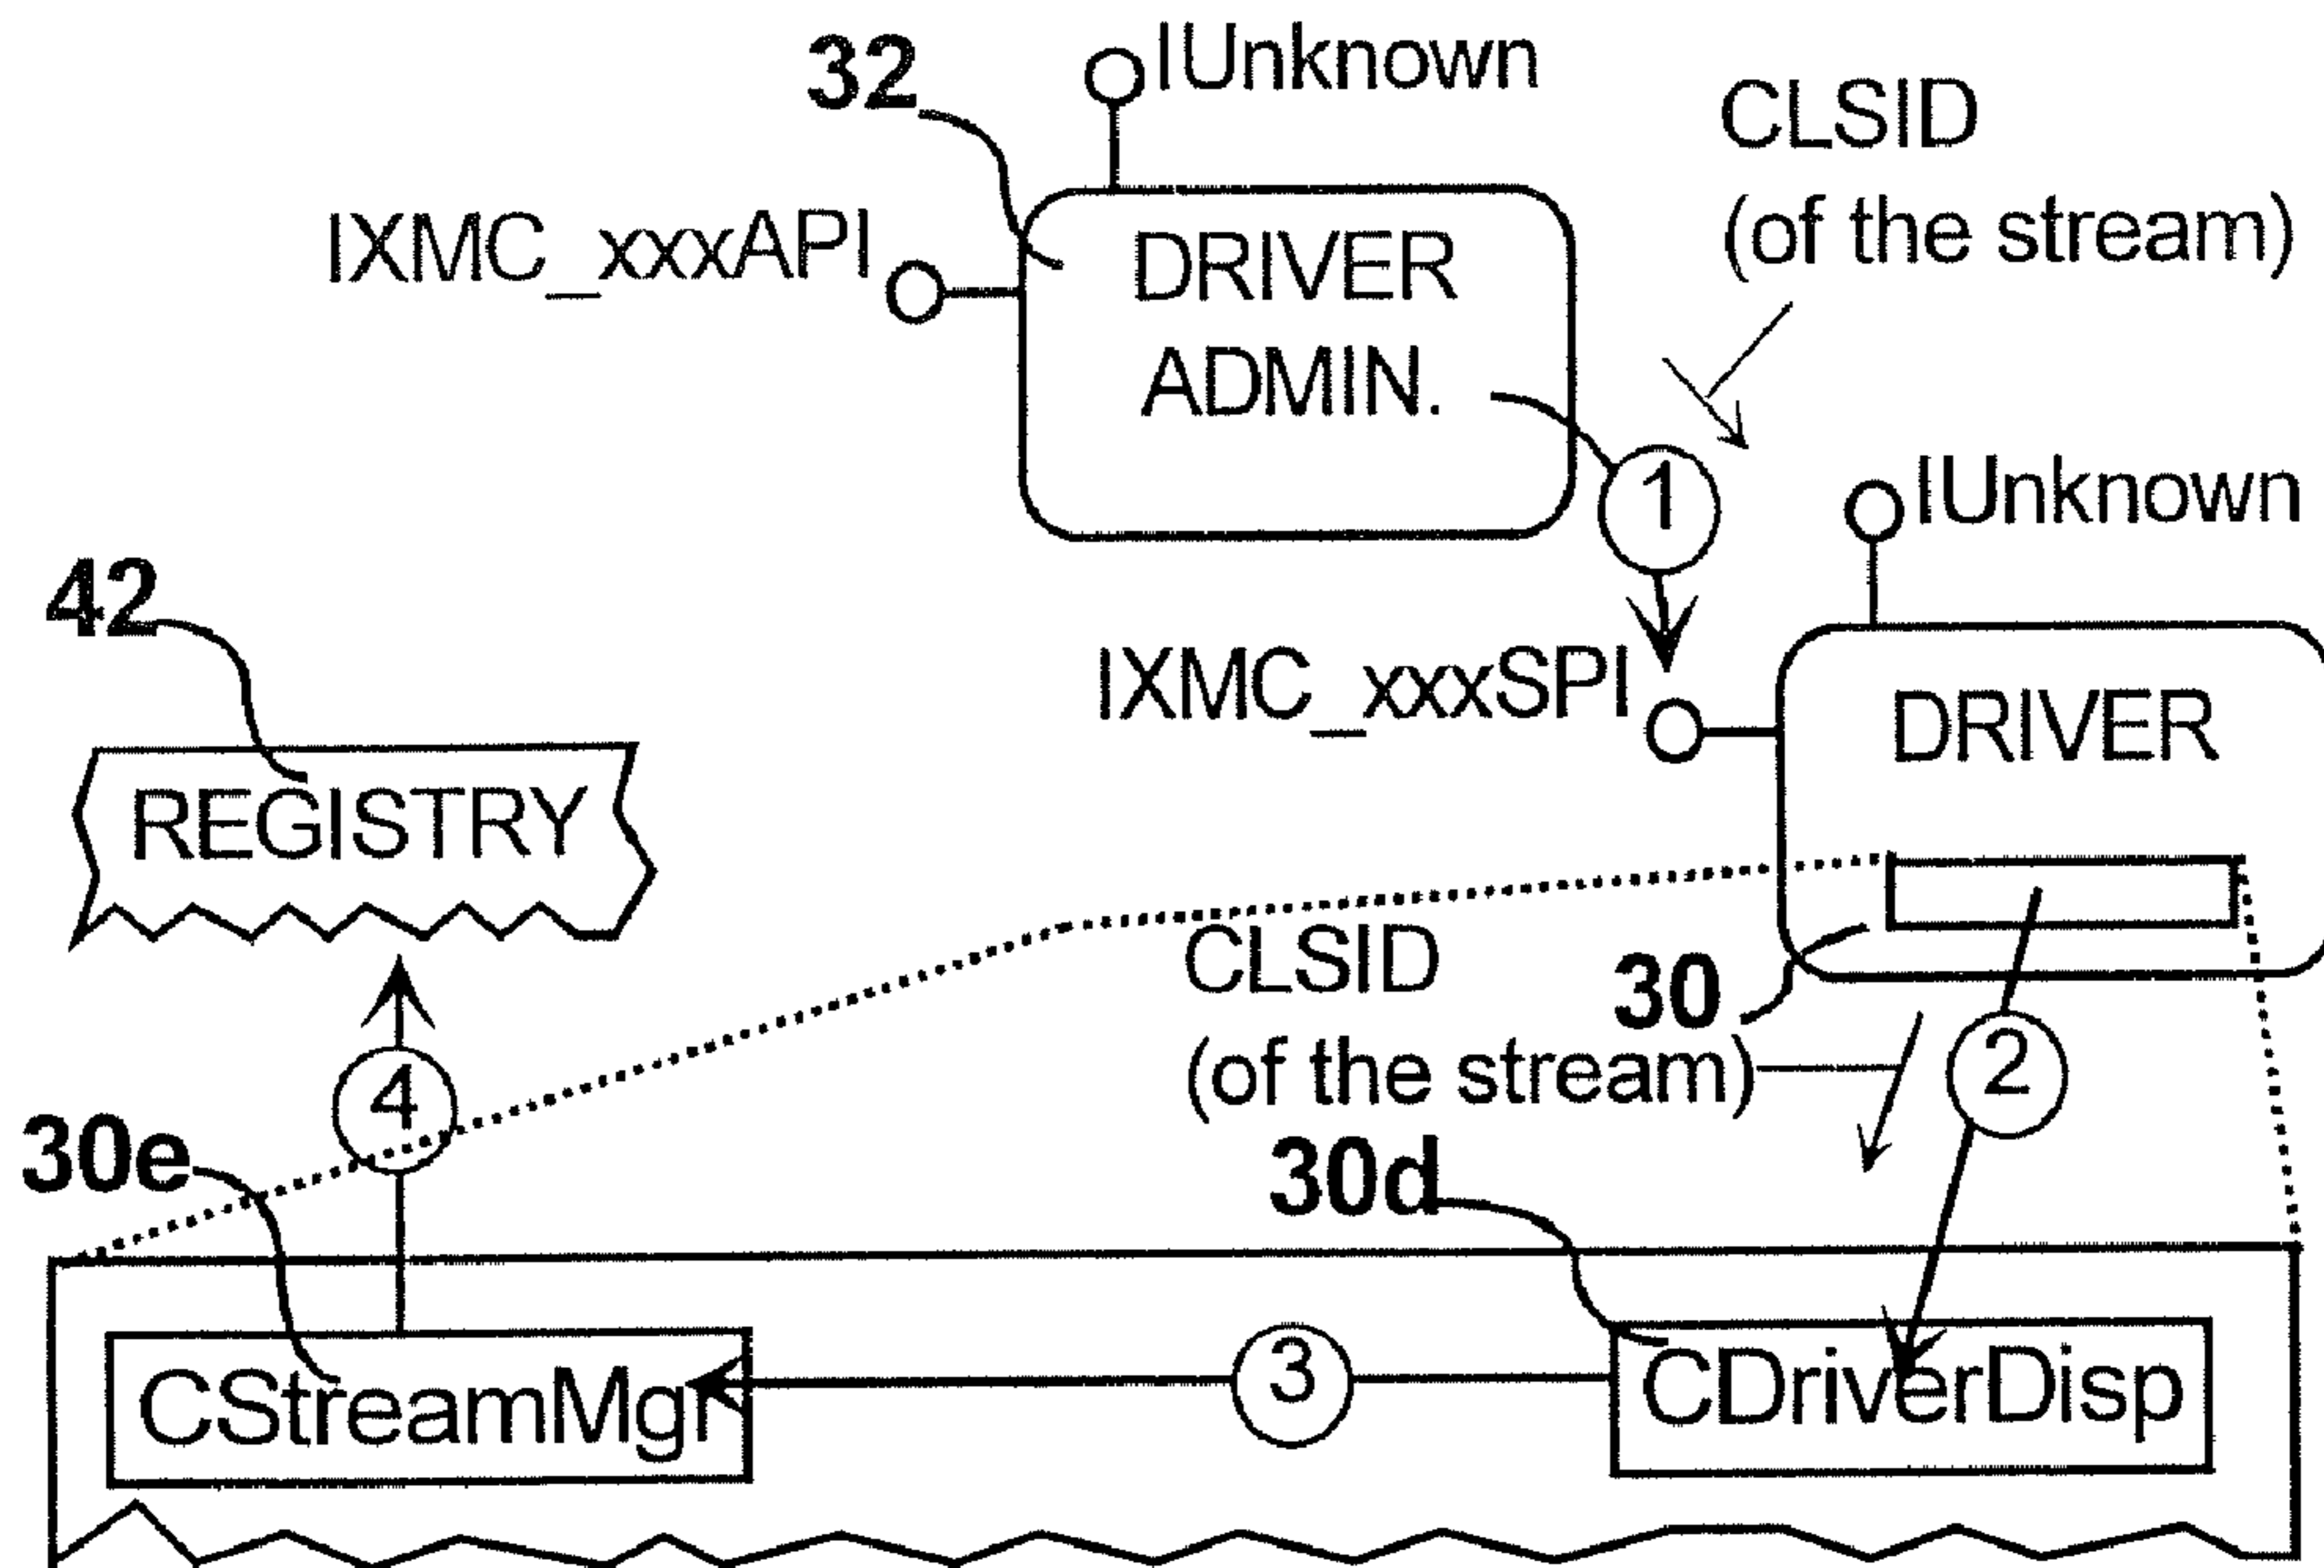 32
IUnknown
CLSID
(of the stream)
IXMC_xxxAPI
DRIVER
ADMIN.
1
IUnknown
42
IXMC_xxxSPI
DRIVER
REGISTRY
CLSID
(of the stream)
30
2
4
30e
30d
CStreamMgr
3
CDriverDisp